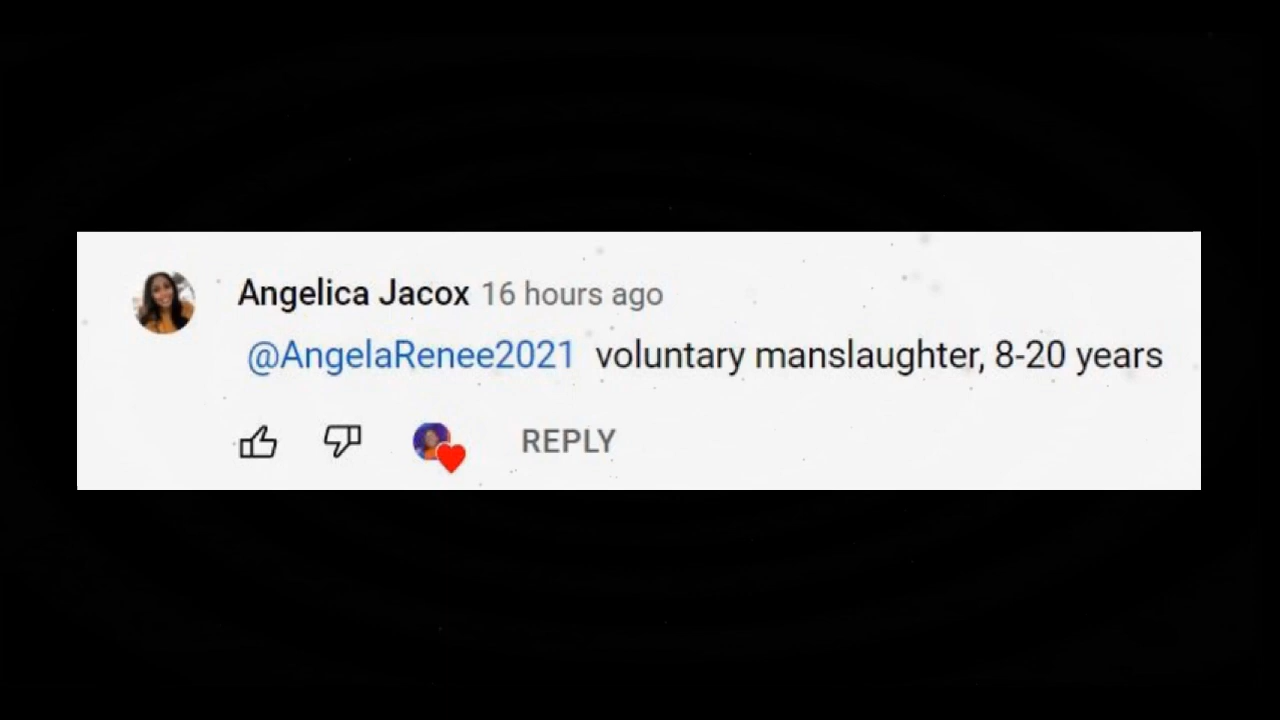 Angelica Jacox 16 hours ago
@AngelaRenee2021 voluntary manslaughter, 8-20 years
REPLY